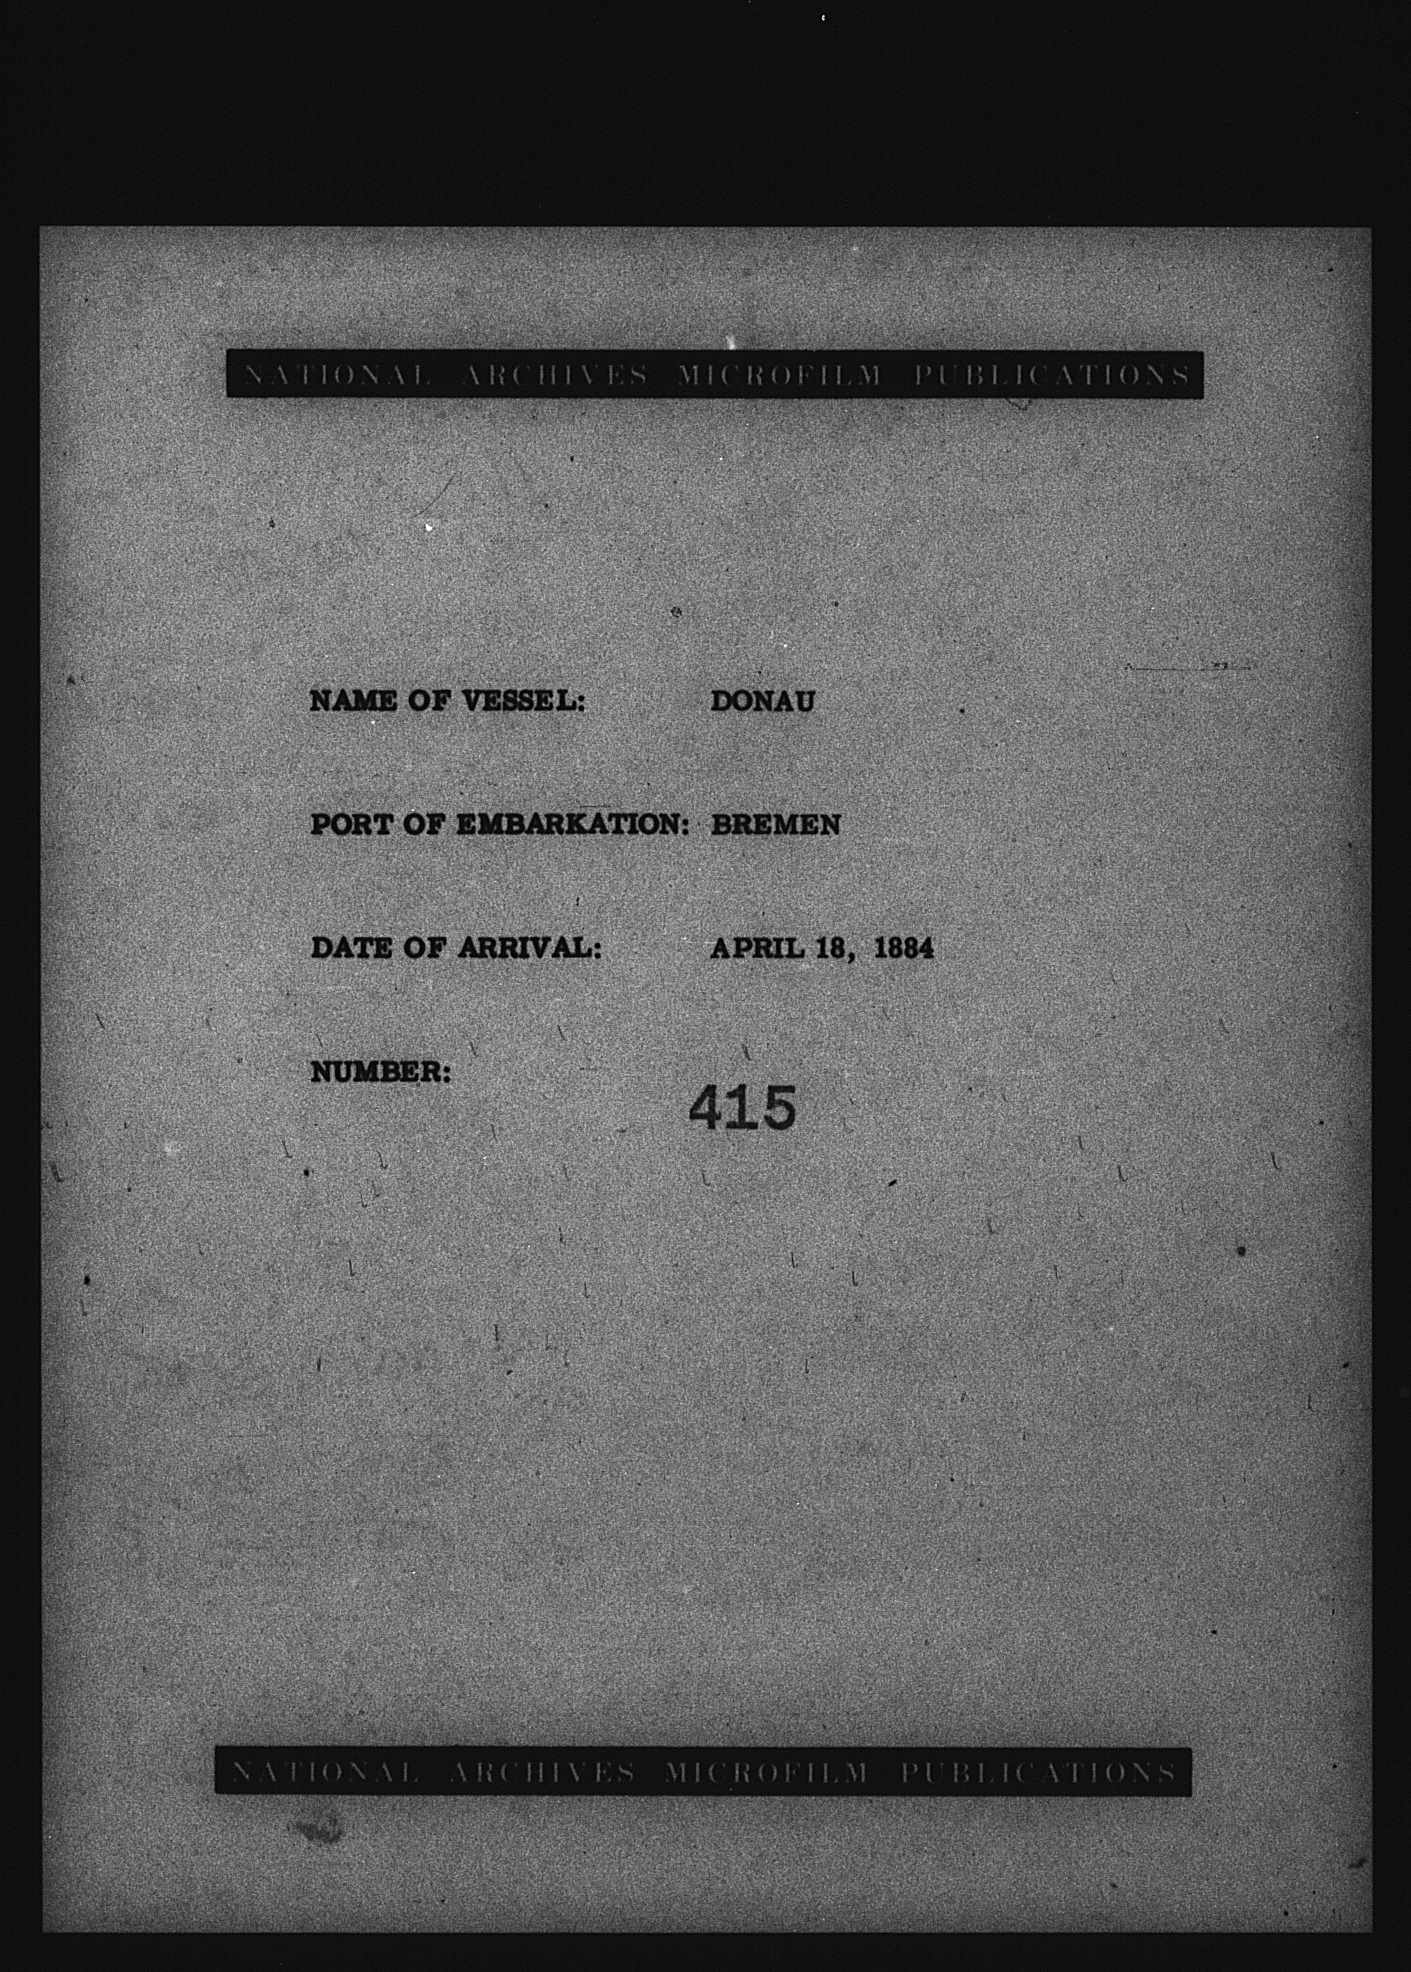 NATIONAL ARCHIVES MICROFILM PUBLICATIONS
NAME OF VESSEL: DONAU
PORT OF EMBARKATION: BREMEN
DATE OF ARRIVAL: APRIL 18, 1884
NUMBER: 415
NATIONAL ARCHIVES MICROFILM PUBLICATIONS